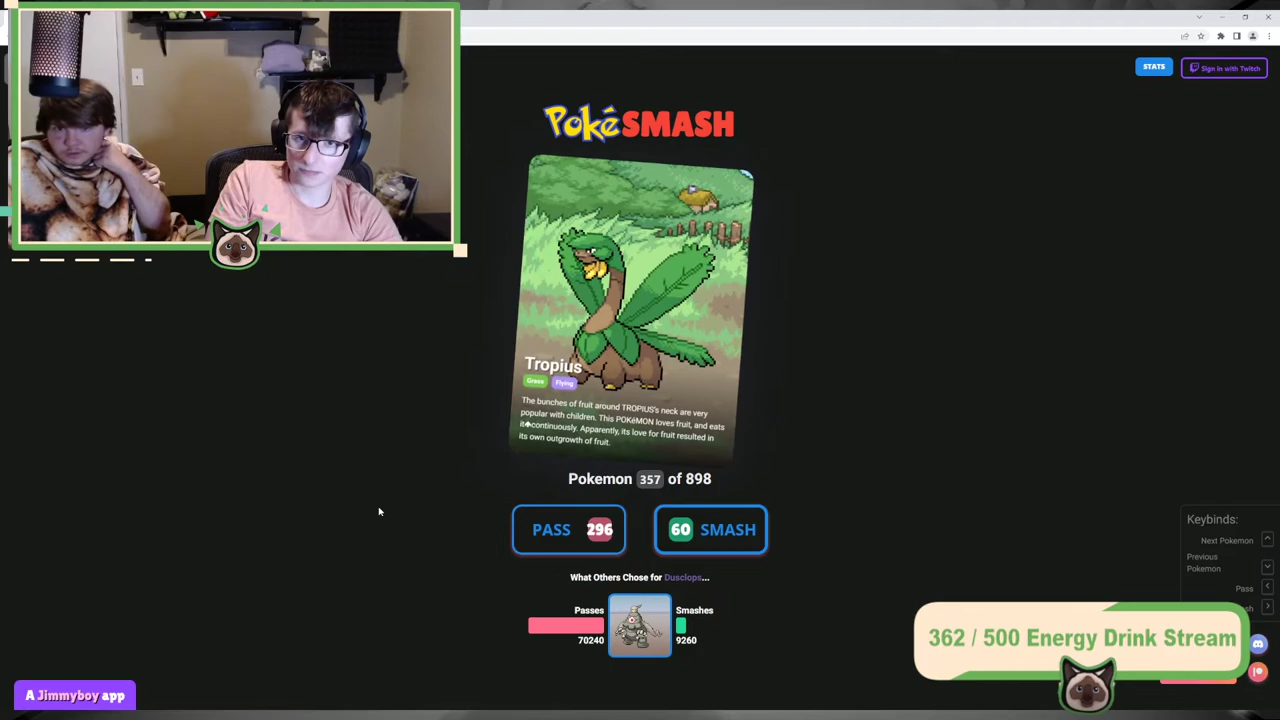 STATS
Sign in with Twitch
PokéSMASH
Tropius
Grass Flying
The bunches of fruit around TROPIUS's neck are very
popular with children. This POKéMON loves fruit, and eats
it continuously. Apparently, its love for fruit resulted in
its own outgrowth of fruit.
Pokemon 357 of 898
PASS 296
60 SMASH
What Others Chose for Dusclops...
Passes
70240
Smashes
9260
Keybinds:
Next Pokemon
Previous
Pokemon
Pass
362 / 500 Energy Drink Stream
A Jimmyboy app